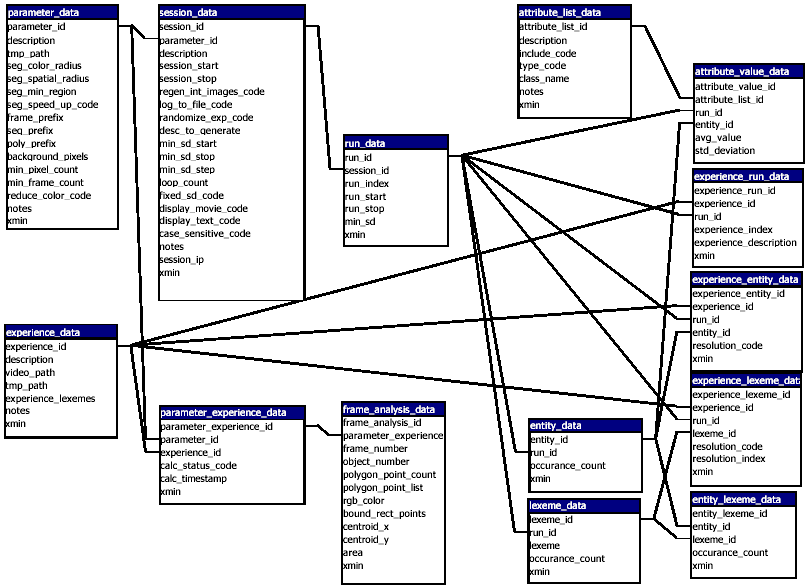 parameter_data
parameter_id
description
tmp_path
seg_color_radius
seg_spatial_radius
seg_min_region
seg_speed_up_code
frame_prefix
seg_prefix
poly_prefix
background_pixels
min_pixel_count
min_frame_count
reduce_color_code
notes
xmin
session_data
session_id
parameter_id
description
session_start
session_stop
regen_int_images_code
log_to_file_code
randomize_exp_code
desc_to_generate
min_sd_start
min_sd_stop
min_sd_step
loop_count
fixed_sd_code
display_movie_code
display_text_code
case_sensitive_code
notes
session_ip
xmin
run_data
run_id
session_id
run_index
run_start
run_stop
min_sd
xmin
attribute_list_data
attribute_list_id
description
include_code
type_code
class_name
notes
xmin
attribute_value_data
attribute_value_id
attribute_list_id
run_id
entity_id
avg_value
std_deviation
experience_run_data
experience_run_id
experience_id
run_id
experience_index
experience_description
xmin
experience_entity_data
experience_entity_id
experience_id
run_id
entity_id
resolution_code
xmin
experience_lexeme_dat
experience_lexeme_id
experience_id
run_id
lexeme_id
resolution_code
resolution_index
xmin
experience_data
experience_id
description
video_path
tmp_path
experience_lexemes
notes
xmin
parameter_experience_data
parameter_experience_id
parameter_id
experience_id
calc_status_code
calc_timestamp
xmin
frame_analysis_data
frame_analysis_id
parameter_experience
frame_number
object_number
polygon_point_count
polygon_point_list
rgb_color
bound_rect_points
centroid_x
centroid_y
area
xmin
entity_data
entity_id
run_id
occurance_count
xmin
lexeme_data
lexeme_id
run_id
lexeme
occurance_count
xmin
entity_lexeme_data
entity_lexeme_id
entity_id
lexeme_id
occurance_count
xmin